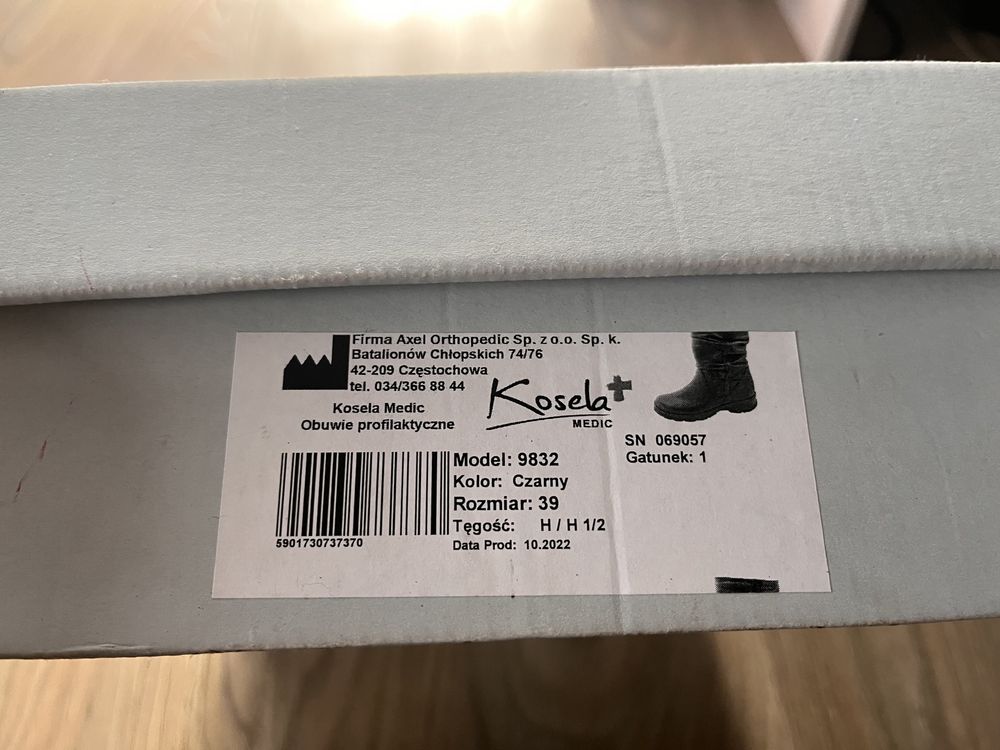 Firma Axel Orthopedic Sp. z o.o. Sp. k.
Batalionów Chłopskich 74/76
42-209 Częstochowa
tel. 034/366 88 44
Kosela Medic
Obuwie profilaktyczne
Kosela
MEDIC
SN 069057
Gatunek: 1
Model: 9832
Kolor: Czarny
Rozmiar: 39
Tęgość: H / H 1/2
Data Prod: 10.2022
5901730737370